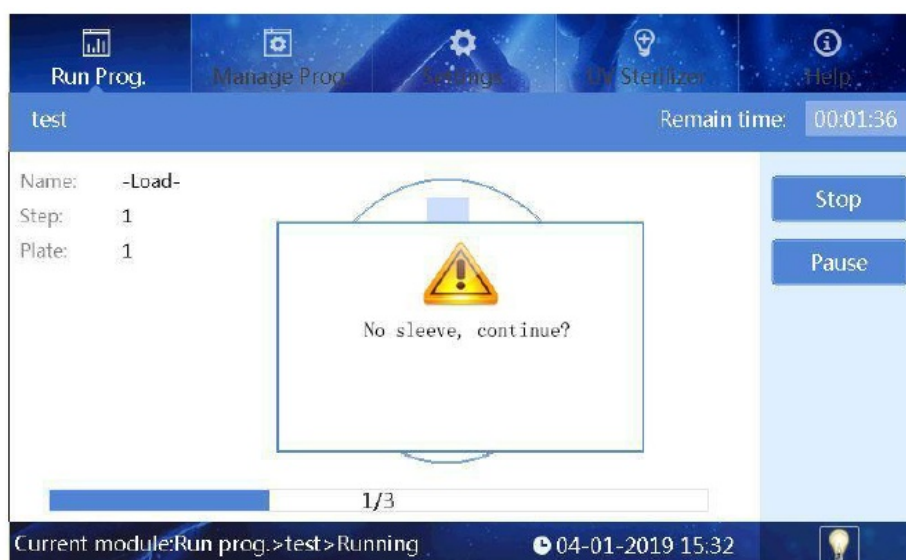 Run Prog.
Manage Prog.
Settings
UV Sterilizer
Help
test
Remain time: 00:01:36
Name: -Load-
Step: 1
Plate: 1
Stop
Pause
No sleeve, continue?
1/3
Current module:Run prog.>test>Running
04-01-2019 15:32